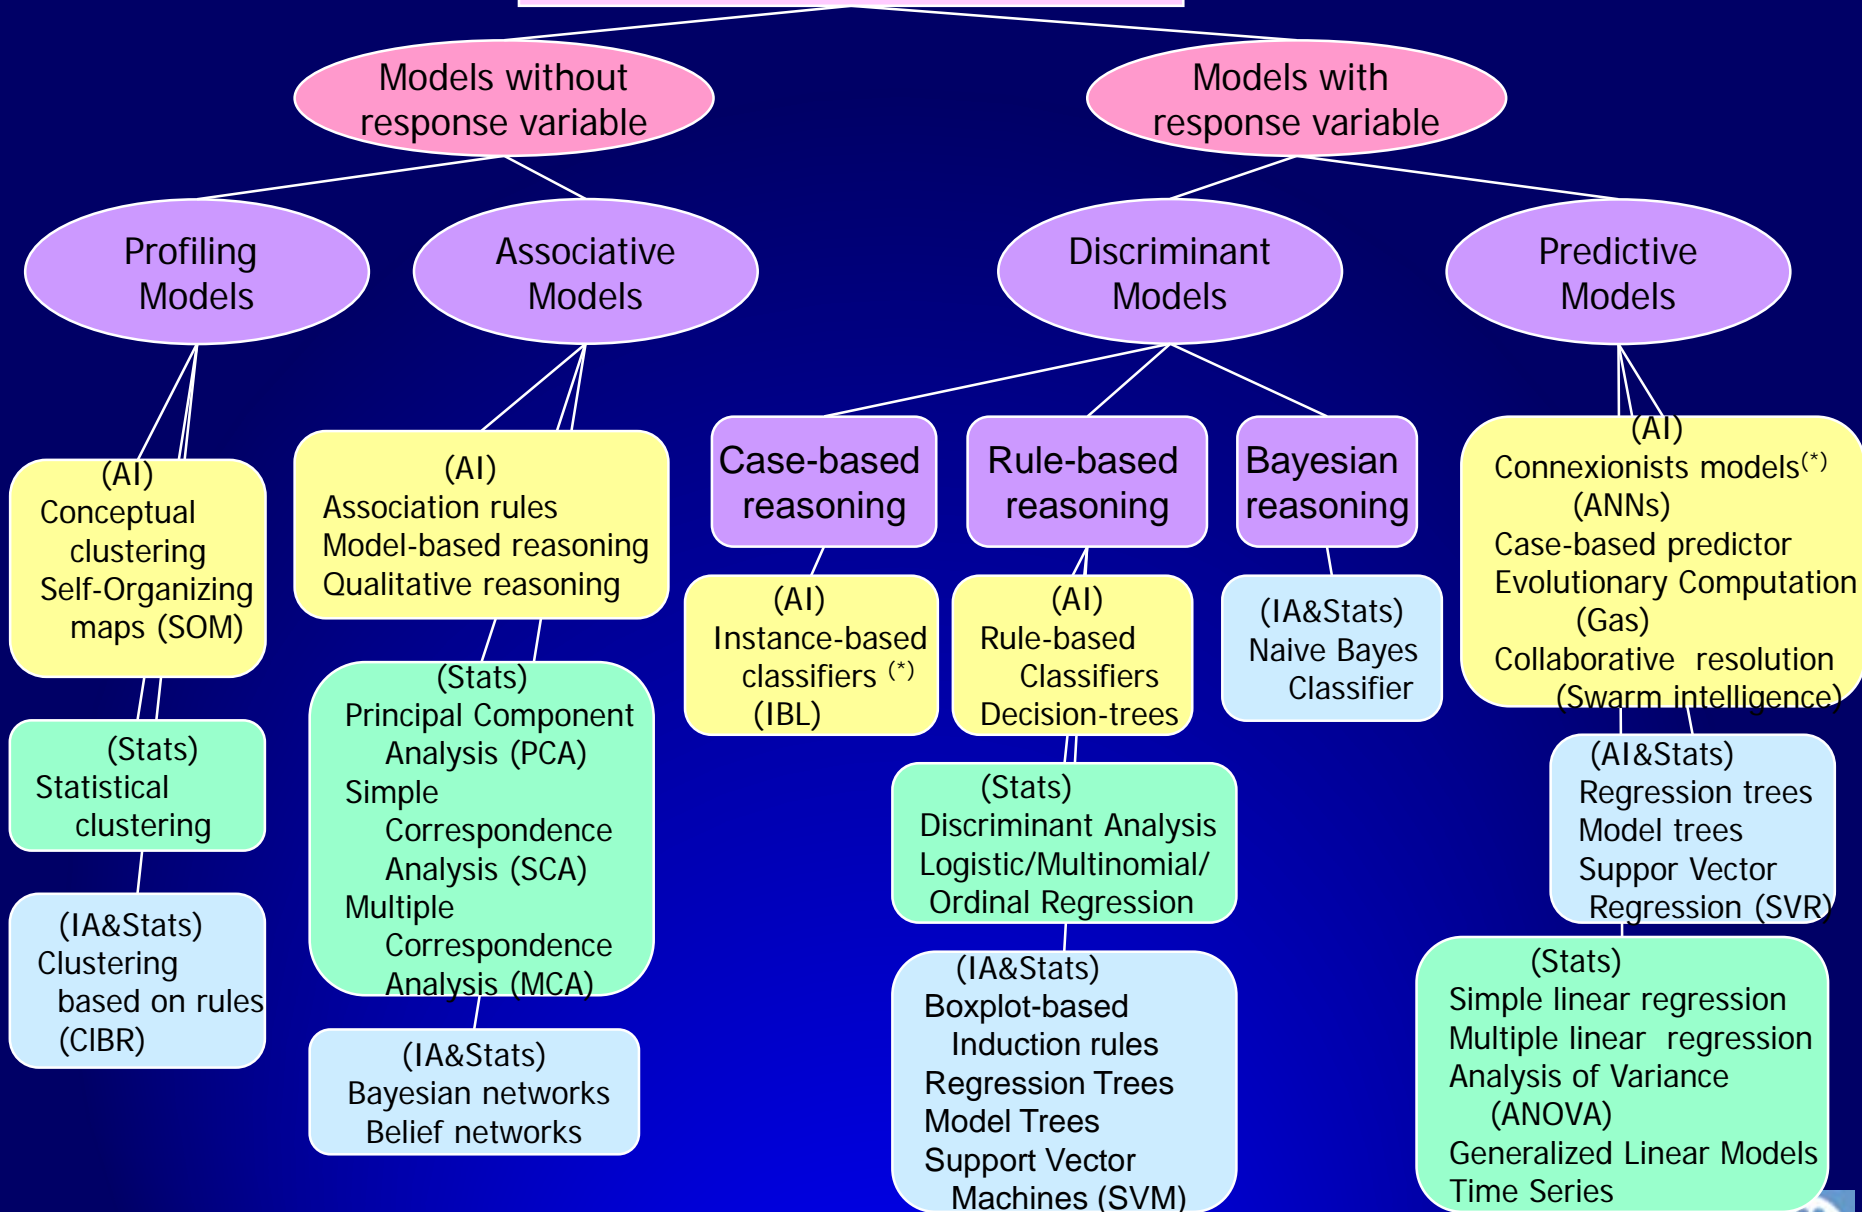 Models without
response variable
Models with
response variable
Profiling
Models
Associative
Models
Discriminant
Models
Predictive
Models
(AI)
Conceptual
clustering
Self-Organizing
maps (SOM)
(Stats)
Statistical
clustering
(IA&Stats)
Clustering
based on rules
(CIBR)
(AI)
Association rules
Model-based reasoning
Qualitative reasoning
(Stats)
Principal Component
Analysis (PCA)
Simple
Correspondence
Analysis (SCA)
Multiple
Correspondence
Analysis (MCA)
(IA&Stats)
Bayesian networks
Belief networks
Case-based
reasoning
(AI)
Instance-based
classifiers (*)
(IBL)
Rule-based
reasoning
(AI)
Rule-based
Classifiers
Decision-trees
(Stats)
Discriminant Analysis
Logistic/Multinomial/
Ordinal Regression
(IA&Stats)
Boxplot-based
Induction rules
Regression Trees
Model Trees
Support Vector
Machines (SVM)
Bayesian
reasoning
(IA&Stats)
Naive Bayes
Classifier
(AI)
Connexionists models(*)
(ANNs)
Case-based predictor
Evolutionary Computation
(Gas)
Collaborative resolution
(Swarm intelligence)
(AI&Stats)
Regression trees
Model trees
Suppor Vector
Regression (SVR)
(Stats)
Simple linear regression
Multiple linear regression
Analysis of Variance
(ANOVA)
Generalized Linear Models
Time Series